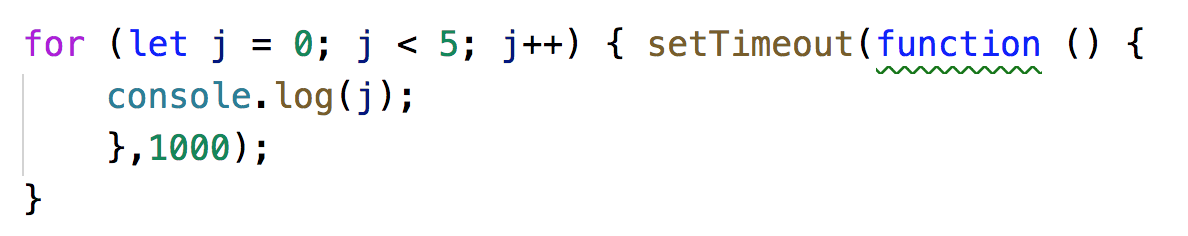 for (let j = 0; j < 5; j++) { setTimeout(function () {
console.log(j);
},1000);
}